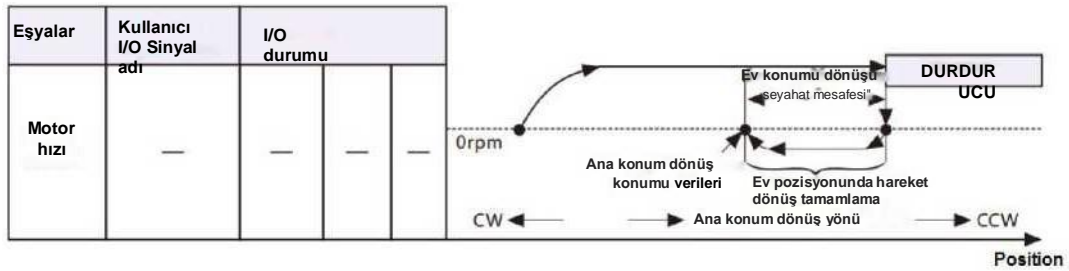 Eşyalar
Kullanıcı
I/O Sinyal
adı
I/O
durumu
Motor
hızı
— — — —
0rpm
Ev konumu dönüşü
seyahat mesafesi"
DURDUR
UCU
Ana konum dönüş
konumu verileri
Ev pozisyonunda hareket
dönüş tamamlama
CW
Ana konum dönüş yönü
CCW
Position